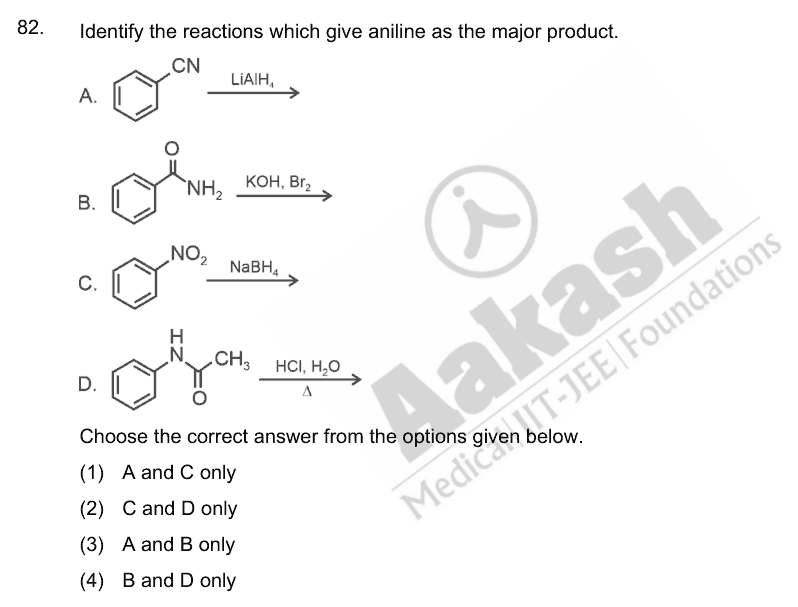 82. Identify the reactions which give aniline as the major product.
A. CN LiAlH₄
B. O NH₂ KOH, Br₂
C. NO₂ NaBH₄
D. H N CH₃ O HCl, H₂O Δ
Choose the correct answer from the options given below.
(1) A and C only
(2) C and D only
(3) A and B only
(4) B and D only
Aakash
Medical|IIT-JEE|Foundations